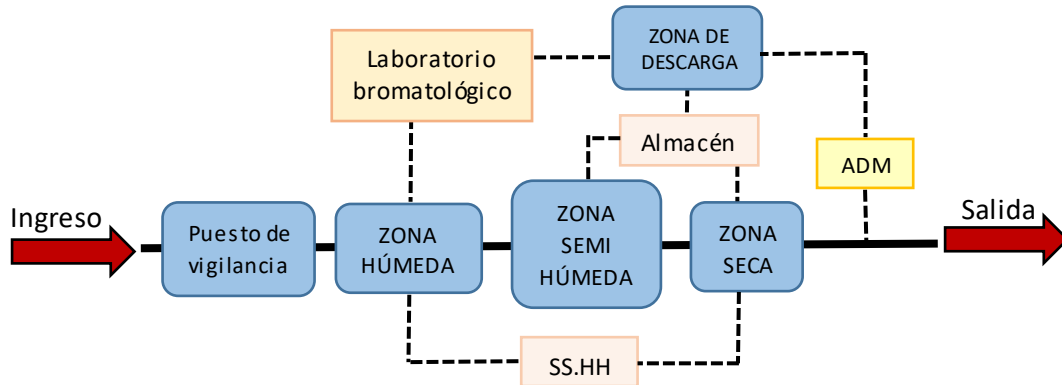 Laboratorio
bromatológico
ZONA DE
DESCARGA
Almacén
ADM
Ingreso
Puesto de
vigilancia
ZONA
HÚMEDA
ZONA
SEMI
HÚMEDA
ZONA
SECA
Salida
SS.HH